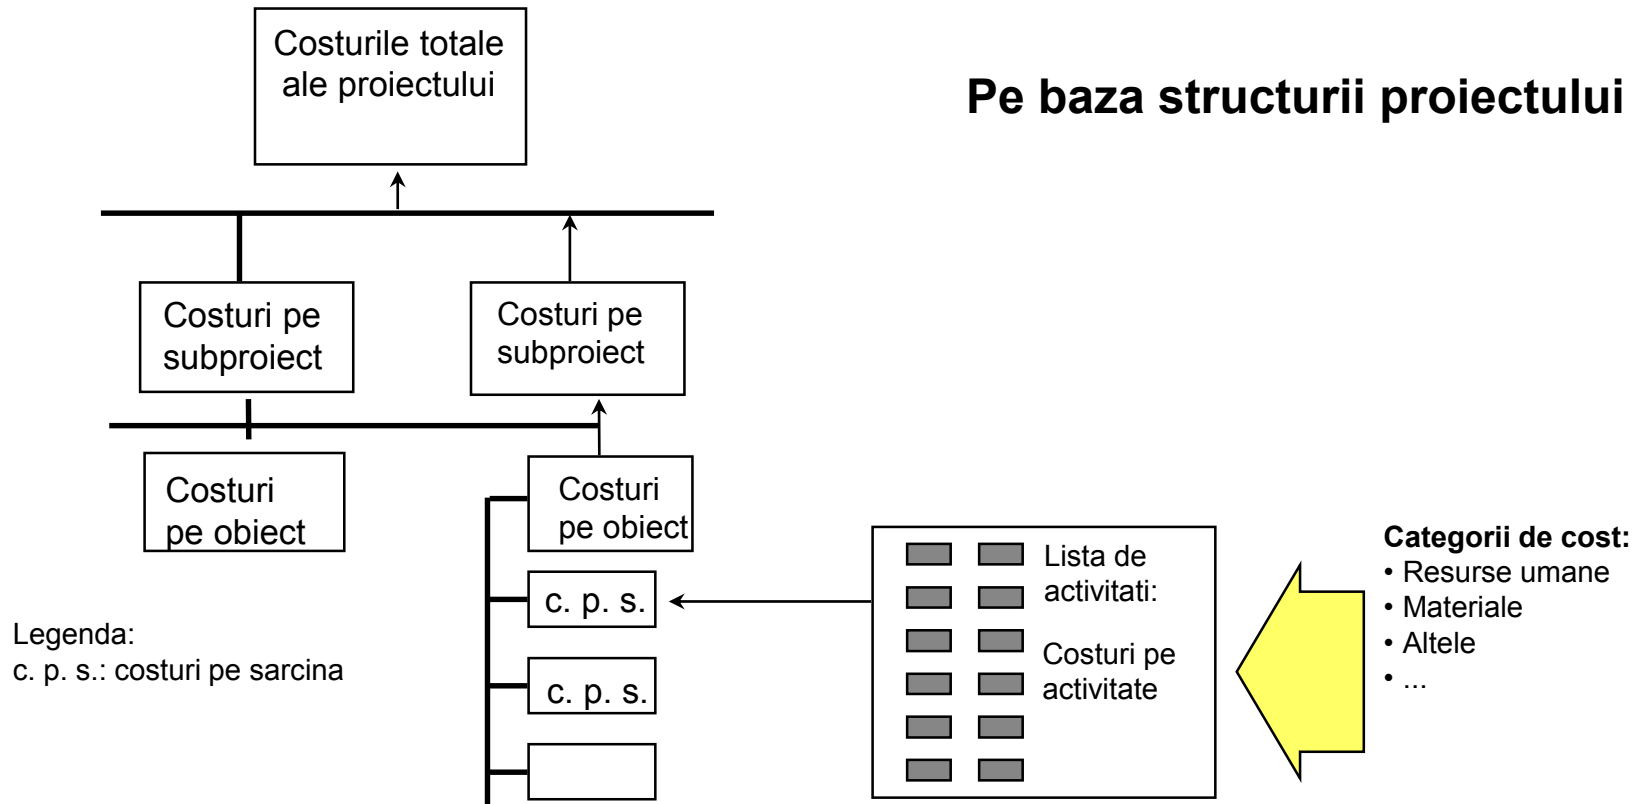 Costurile totale
ale proiectului
Pe baza structurii proiectului
Costuri pe
subproiect
Costuri pe
subproiect
Costuri
pe obiect
Costuri
pe obiect
c. p. s.
c. p. s.
Legenda:
c. p. s.: costuri pe sarcina
Lista de
activitati:
Costuri pe
activitate
Categorii de cost:
• Resurse umane
• Materiale
• Altele
• ...